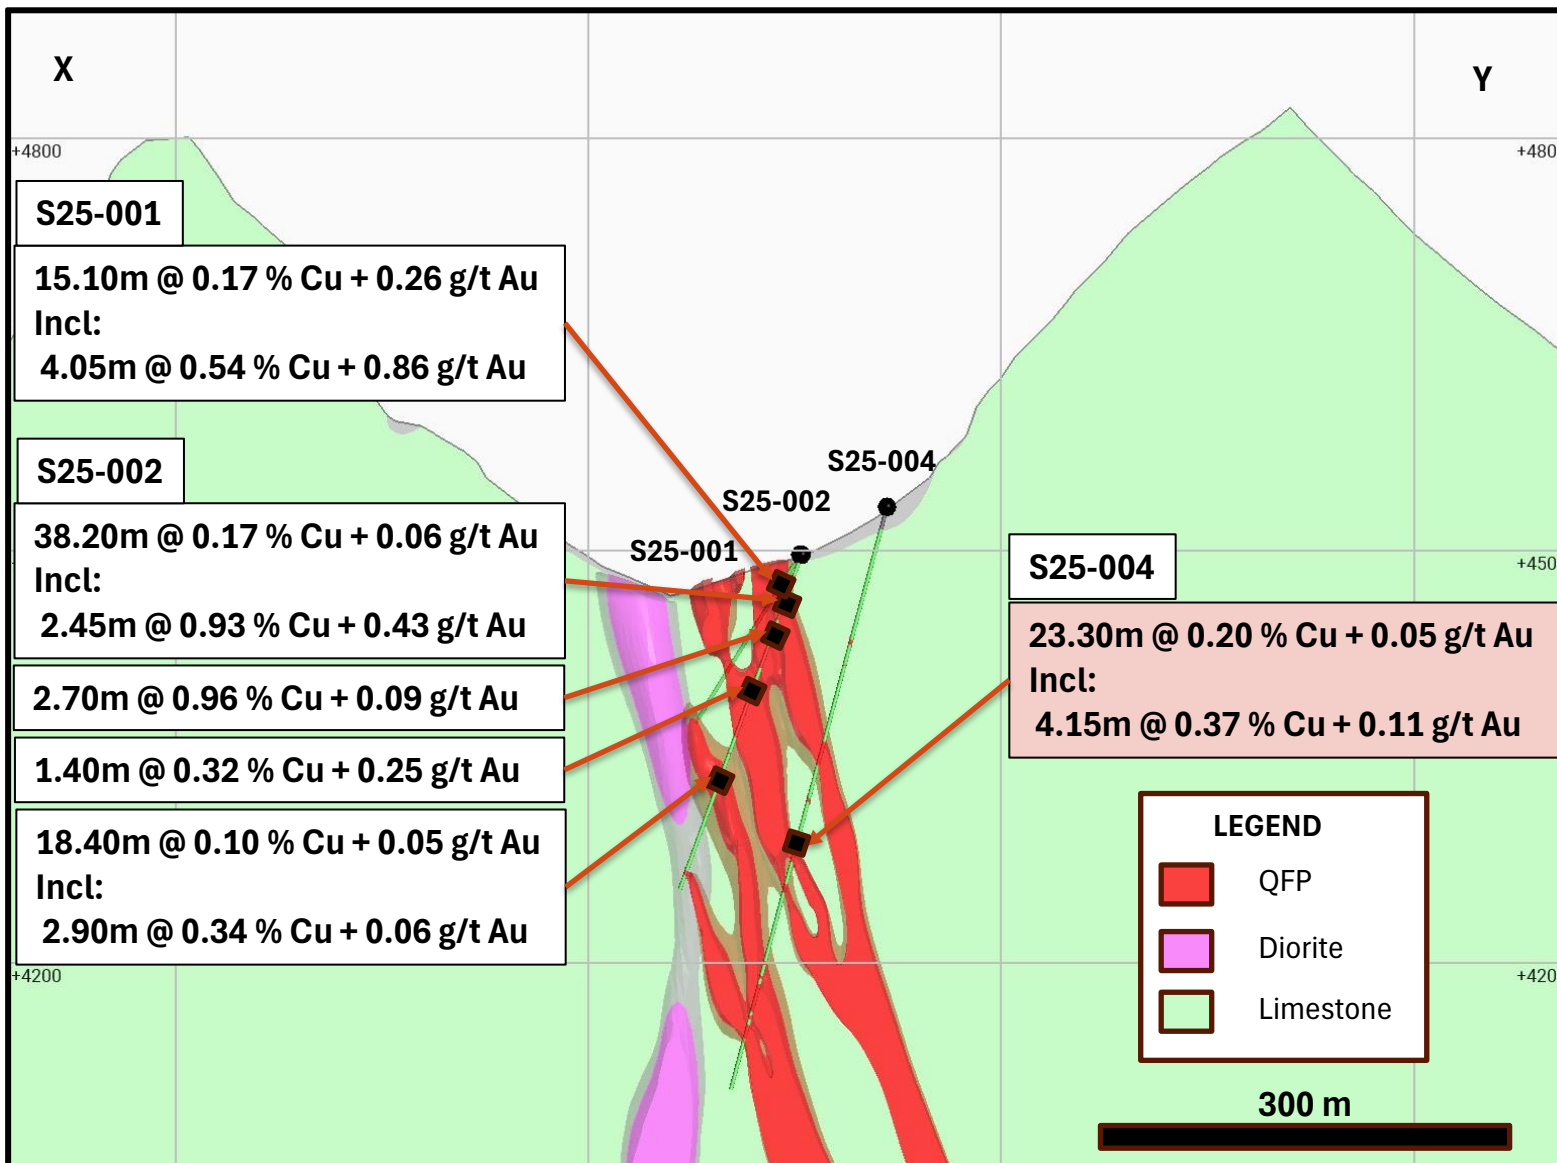 X
Y
+4800
+480
S25-001
15.10m @ 0.17 % Cu + 0.26 g/t Au
Incl:
4.05m @ 0.54 % Cu + 0.86 g/t Au
S25-002
38.20m @ 0.17 % Cu + 0.06 g/t Au
Incl:
2.45m @ 0.93 % Cu + 0.43 g/t Au
2.70m @ 0.96 % Cu + 0.09 g/t Au
1.40m @ 0.32 % Cu + 0.25 g/t Au
18.40m @ 0.10 % Cu + 0.05 g/t Au
Incl:
2.90m @ 0.34 % Cu + 0.06 g/t Au
+4200
S25-004
S25-002
S25-001
+450
S25-004
23.30m @ 0.20 % Cu + 0.05 g/t Au
Incl:
4.15m @ 0.37 % Cu + 0.11 g/t Au
LEGEND
QFP
Diorite
Limestone
+420
300 m